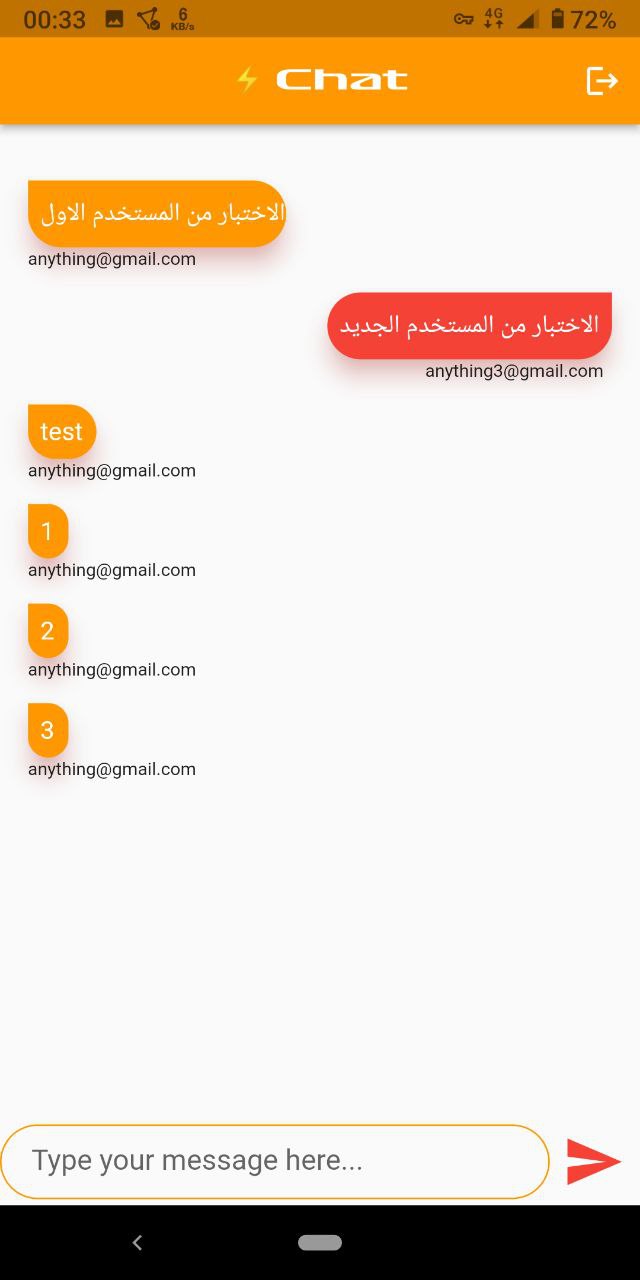 00:33 6 KB/s 4G 72%
⚡ Chat
الاختبار من المستخدم الاول
anything@gmail.com
الاختبار من المستخدم الجديد
anything3@gmail.com
test
anything@gmail.com
1
anything@gmail.com
2
anything@gmail.com
3
anything@gmail.com
Type your message here...